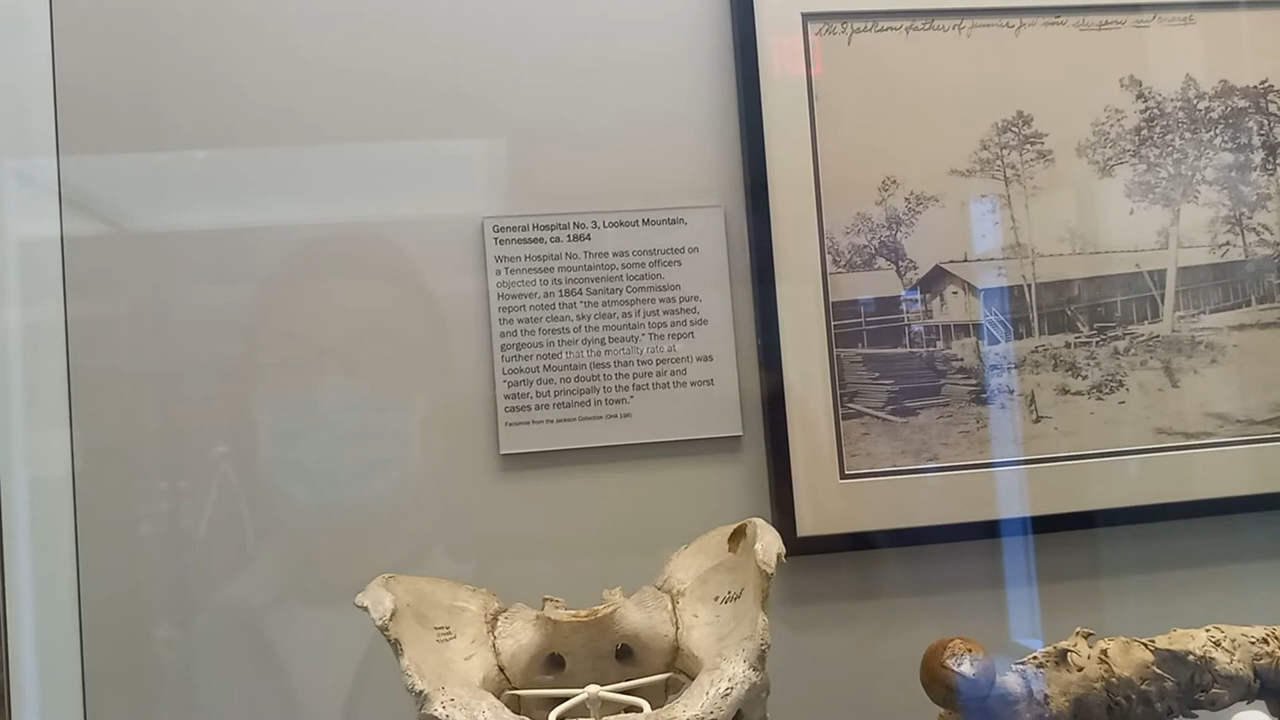 General Hospital No. 3, Lookout Mountain,
Tennessee, ca. 1864
When Hospital No. Three was constructed on
a Tennessee mountaintop, some officers
objected to its inconvenient location.
However, an 1864 Sanitary Commission
report noted that “the atmosphere was pure,
the water clean, sky clear, as if just washed,
and the forests of the mountain tops and side
gorgeous in their dying beauty.” The report
further noted that the mortality rate at
Lookout Mountain (less than two percent) was
“partly due, no doubt to the pure air and
water, but principally to the fact that the worst
cases are retained in town.”
Facsimile from the Jackson Collection
Jackson, father of surgeon in charge